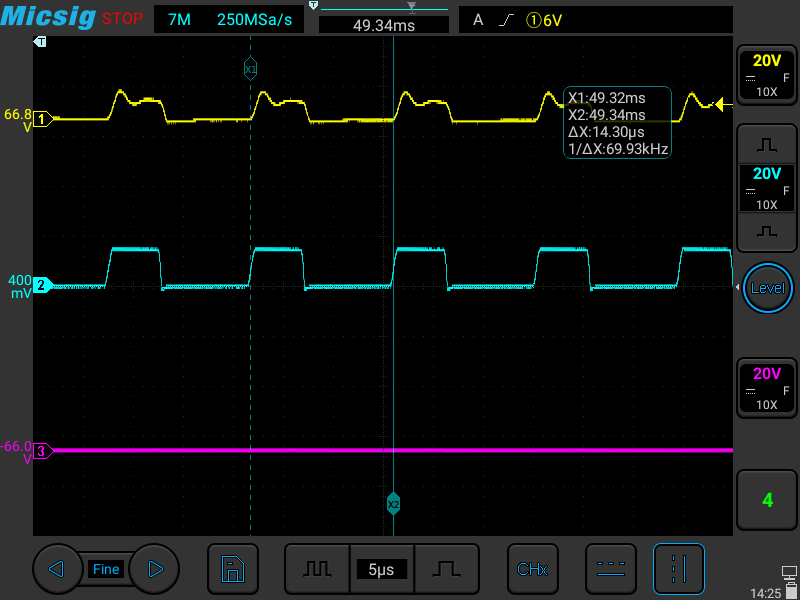 Micsig STOP 7M 250MSa/s T 49.34ms A ①6V
T
X1
20V
F
10X
66.8
V
1
X1:49.32ms
X2:49.34ms
ΔX:14.30µs
1/ΔX:69.93kHz
20V
F
10X
400
mV
2
Level
20V
F
10X
-66.0
V
3
X2
4
Fine
5µs
CHx
14:25